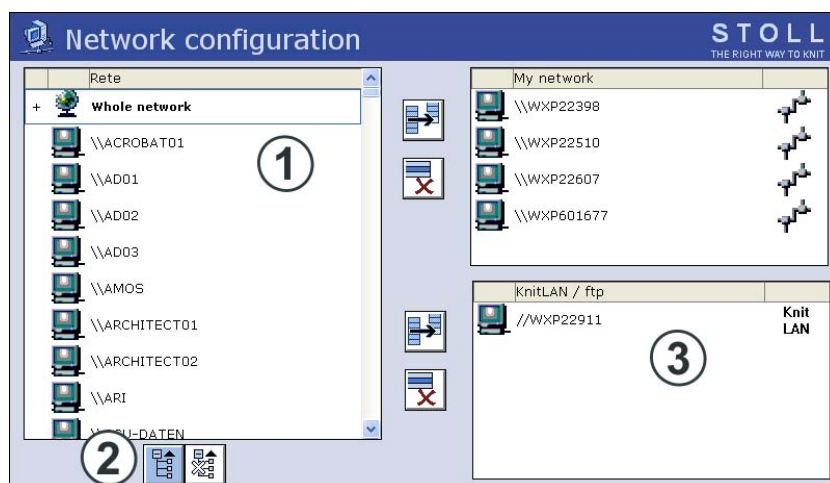 Network configuration
STOLL
THE RIGHT WAY TO KNIT
Rete
+ Whole network
\\ACROBAT01
\\AD01
\\AD02
\\AD03
\\AMOS
\\ARCHITECT01
\\ARCHITECT02
\\ARI
U-DATEN
1
2
My network
\\WXP22398
\\WXP22510
\\WXP22607
\\WXP601677
KnitLAN / ftp
//WXP22911
Knit
LAN
3